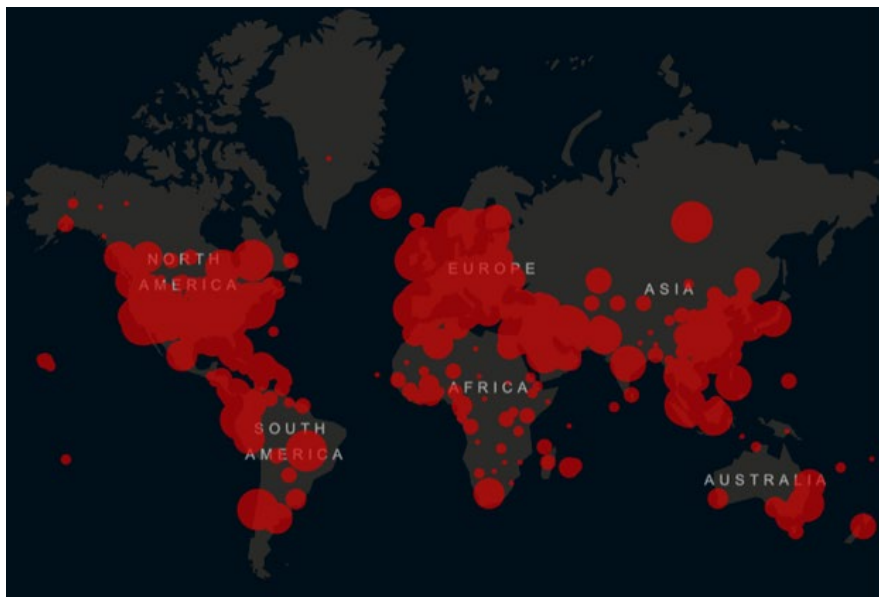 NORTH
AMERICA
EUROPE
ASIA
AFRICA
SOUTH
AMERICA
AUSTRALIA